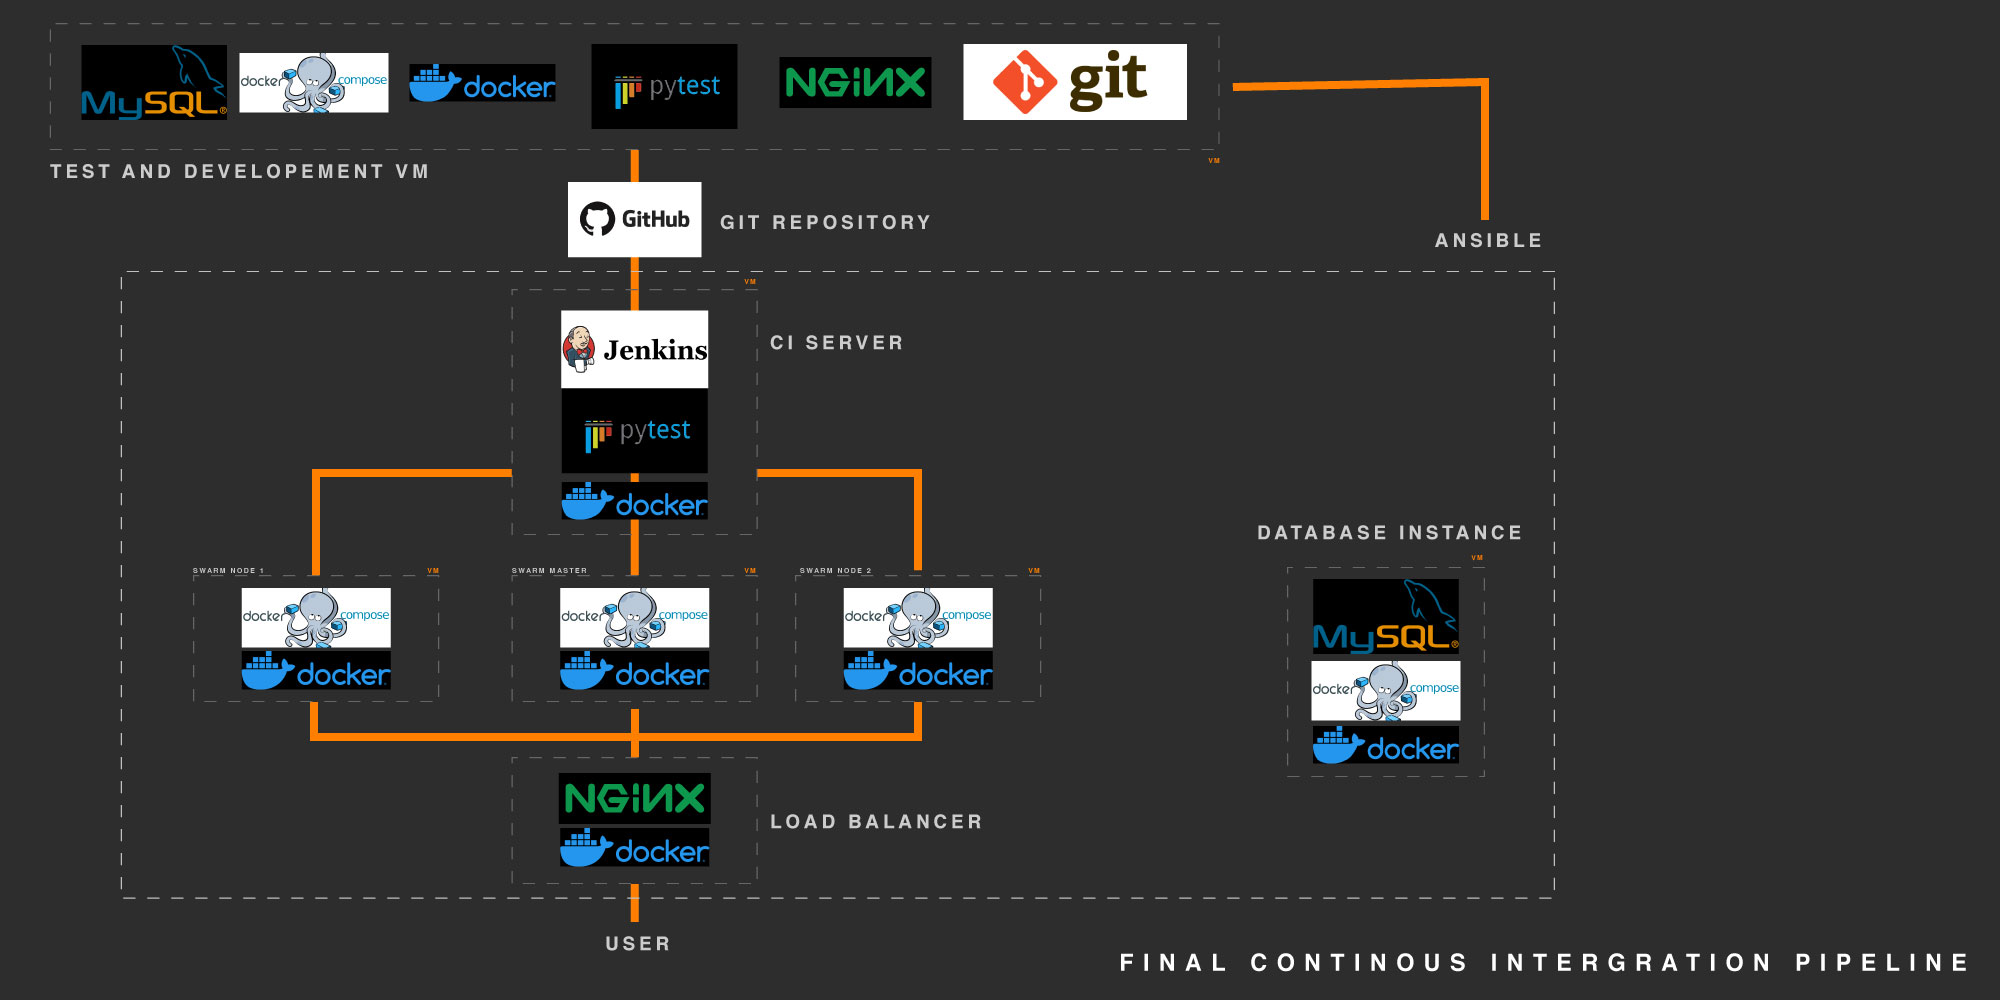 MySQL®
docker compose
docker
pytest
NGINX
git
VM
TEST AND DEVELOPEMENT VM
GitHub
GIT REPOSITORY
ANSIBLE
VM
Jenkins
CI SERVER
pytest
docker
DATABASE INSTANCE
VM
SWARM NODE 1
VM
SWARM MASTER
VM
SWARM NODE 2
VM
docker compose
docker
docker compose
docker
docker compose
docker
MySQL®
docker compose
docker
NGINX
LOAD BALANCER
docker
USER
FINAL CONTINOUS INTERGRATION PIPELINE